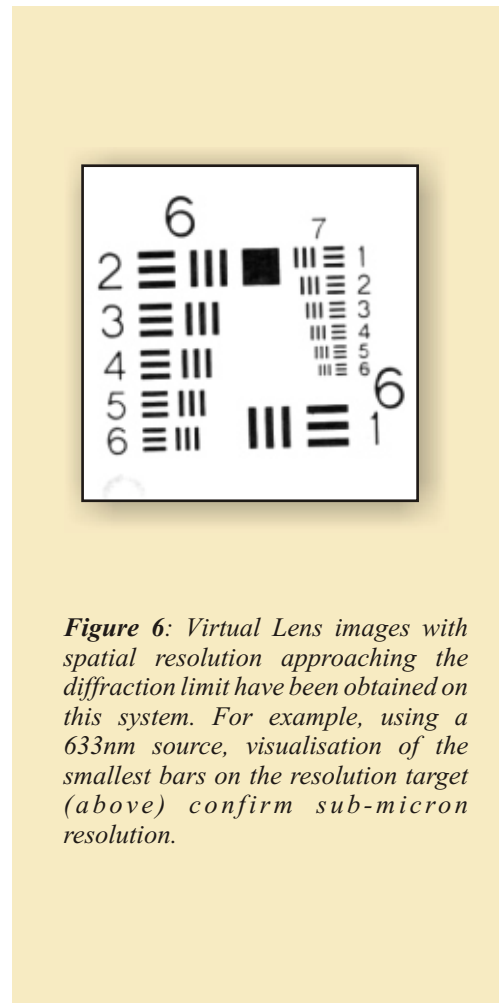 6
7
2 1
2
3 3
4
4 5
6
5 6
6 1
Figure 6: Virtual Lens images with
spatial resolution approaching the
diffraction limit have been obtained on
this system. For example, using a
633nm source, visualisation of the
smallest bars on the resolution target
(above) confirm sub-micron
resolution.